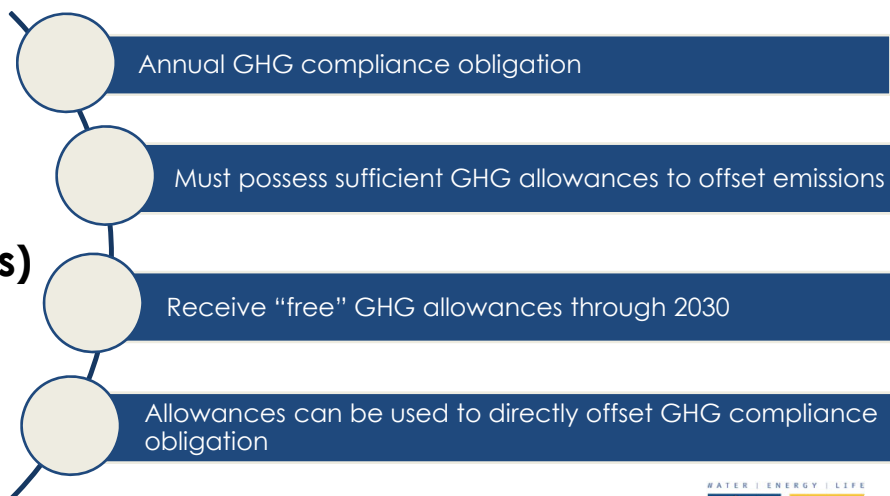 Annual GHG compliance obligation
Must possess sufficient GHG allowances to offset emissions
s)
Receive “free” GHG allowances through 2030
Allowances can be used to directly offset GHG compliance
obligation
WATER | ENERGY | LIFE